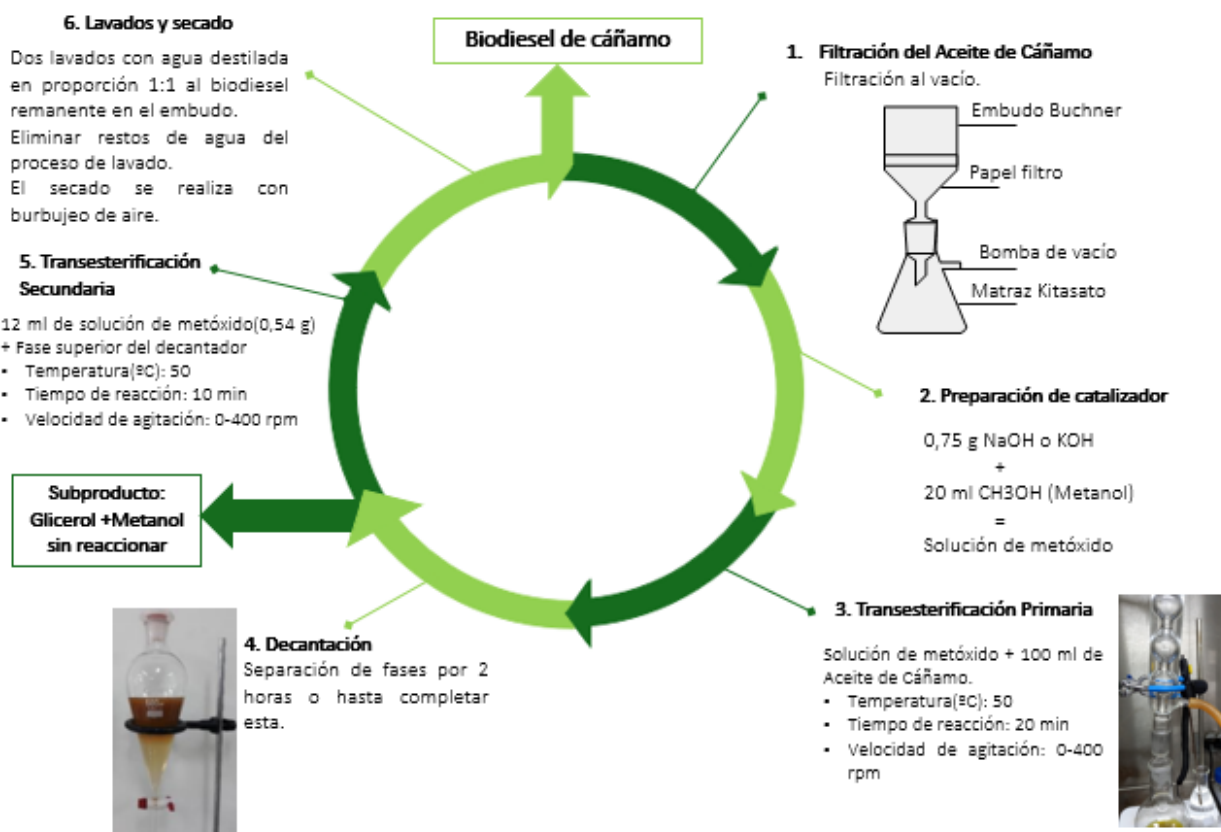 Biodiesel de cáñamo
1. Filtración del Aceite de Cáñamo
Filtración al vacío.
Embudo Buchner
Papel filtro
Bomba de vacío
Matraz Kitasato
2. Preparación de catalizador
0,75 g NaOH o KOH
+
20 ml CH3OH (Metanol)
=
Solución de metóxido
3. Transesterificación Primaria
Solución de metóxido + 100 ml de
Aceite de Cáñamo.
▪ Temperatura(ºC): 50
▪ Tiempo de reacción: 20 min
▪ Velocidad de agitación: 0-400
rpm
4. Decantación
Separación de fases por 2
horas o hasta completar
esta.
Subproducto:
Glicerol +Metanol
sin reaccionar
5. Transesterificación
Secundaria
12 ml de solución de metóxido(0,54 g)
+ Fase superior del decantador
▪ Temperatura(ºC): 50
▪ Tiempo de reacción: 10 min
▪ Velocidad de agitación: 0-400 rpm
6. Lavados y secado
Dos lavados con agua destilada
en proporción 1:1 al biodiesel
remanente en el embudo.
Eliminar restos de agua del
proceso de lavado.
El secado se realiza con
burbujeo de aire.